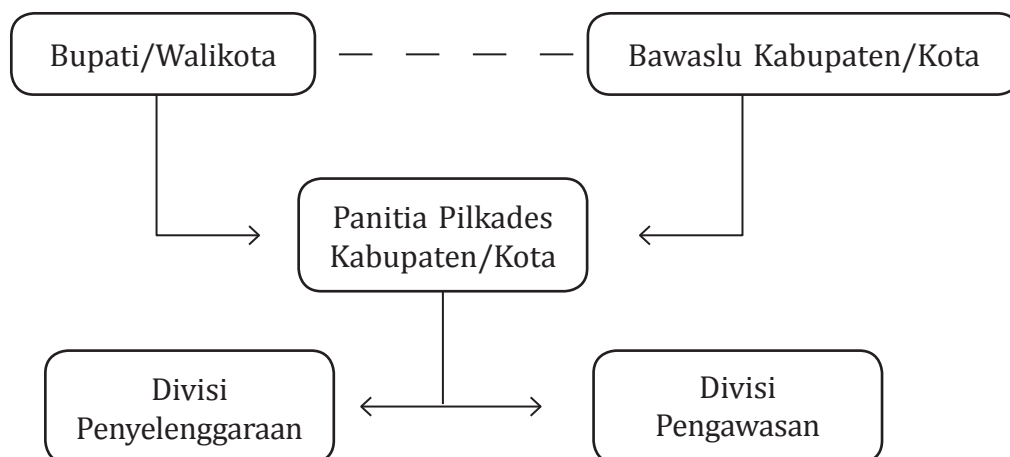 Bupati/Walikota
Bawaslu Kabupaten/Kota
Panitia Pilkades
Kabupaten/Kota
Divisi
Penyelenggaraan
Divisi
Pengawasan